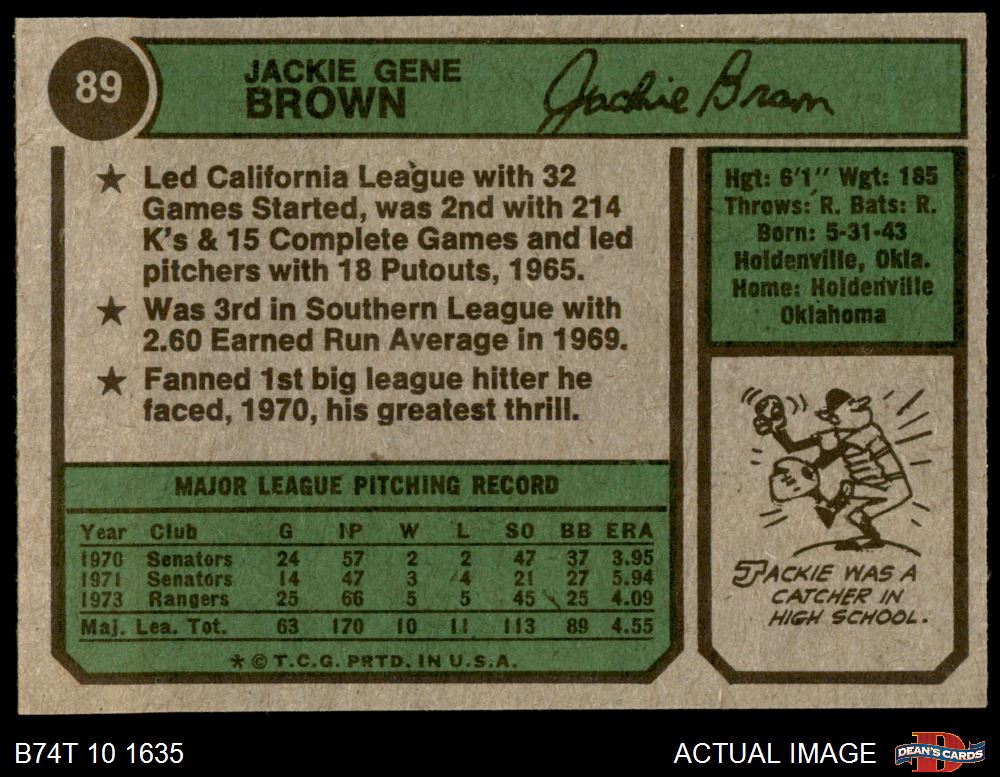 89
JACKIE GENE
BROWN
Jackie Brown
★ Led California League with 32
Games Started, was 2nd with 214
K's & 15 Complete Games and led
pitchers with 18 Putouts, 1965.
★ Was 3rd in Southern League with
2.60 Earned Run Average in 1969.
★ Fanned 1st big league hitter he
faced, 1970, his greatest thrill.
Hgt: 6'1" Wgt: 185
Throws: R. Bats: R.
Born: 5-31-43
Holdenville, Okla.
Home: Holdenville
Oklahoma
JACKIE WAS A
CATCHER IN
HIGH SCHOOL.
MAJOR LEAGUE PITCHING RECORD
Year Club G IP W L SO BB ERA
1970 Senators 24 57 2 2 47 37 3.95
1971 Senators 14 47 3 4 21 27 5.94
1973 Rangers 25 66 5 5 45 25 4.09
Maj. Lea. Tot. 63 170 10 11 113 89 4.55
* © T.C.G. PRTD. IN U.S.A.
B74T 10 1635
ACTUAL IMAGE
D
DEAN'S CARDS